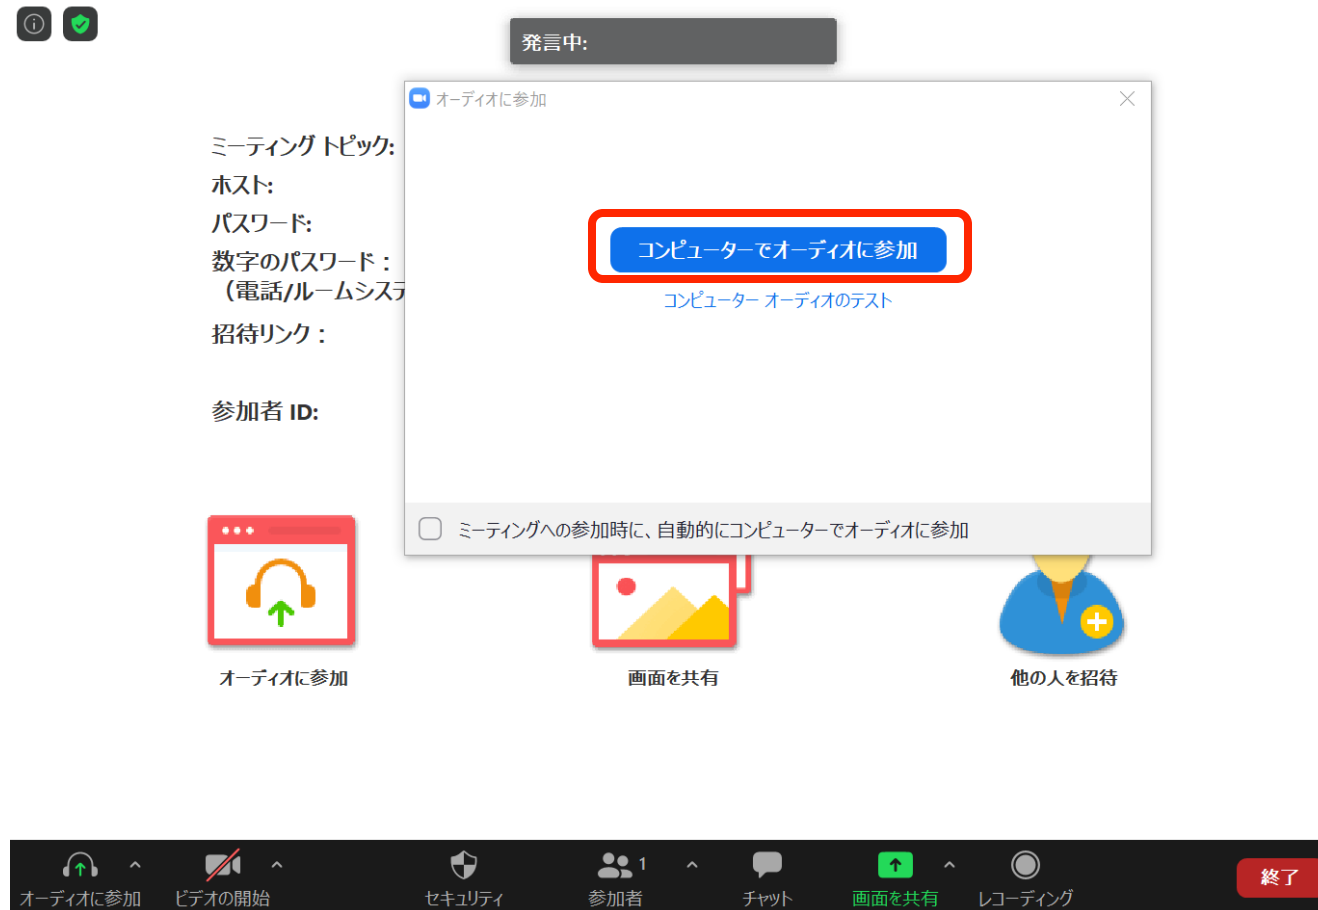 発言中:
オーディオに参加
ミーティング トピック:
ホスト:
パスワード:
数字のパスワード：
（電話/ルームシステ
招待リンク：
参加者 ID:
コンピューターでオーディオに参加
コンピューター オーディオのテスト
ミーティングへの参加時に、自動的にコンピューターでオーディオに参加
オーディオに参加
画面を共有
他の人を招待
1
オーディオに参加
ビデオの開始
セキュリティ
参加者
チャット
画面を共有
レコーディング
終了